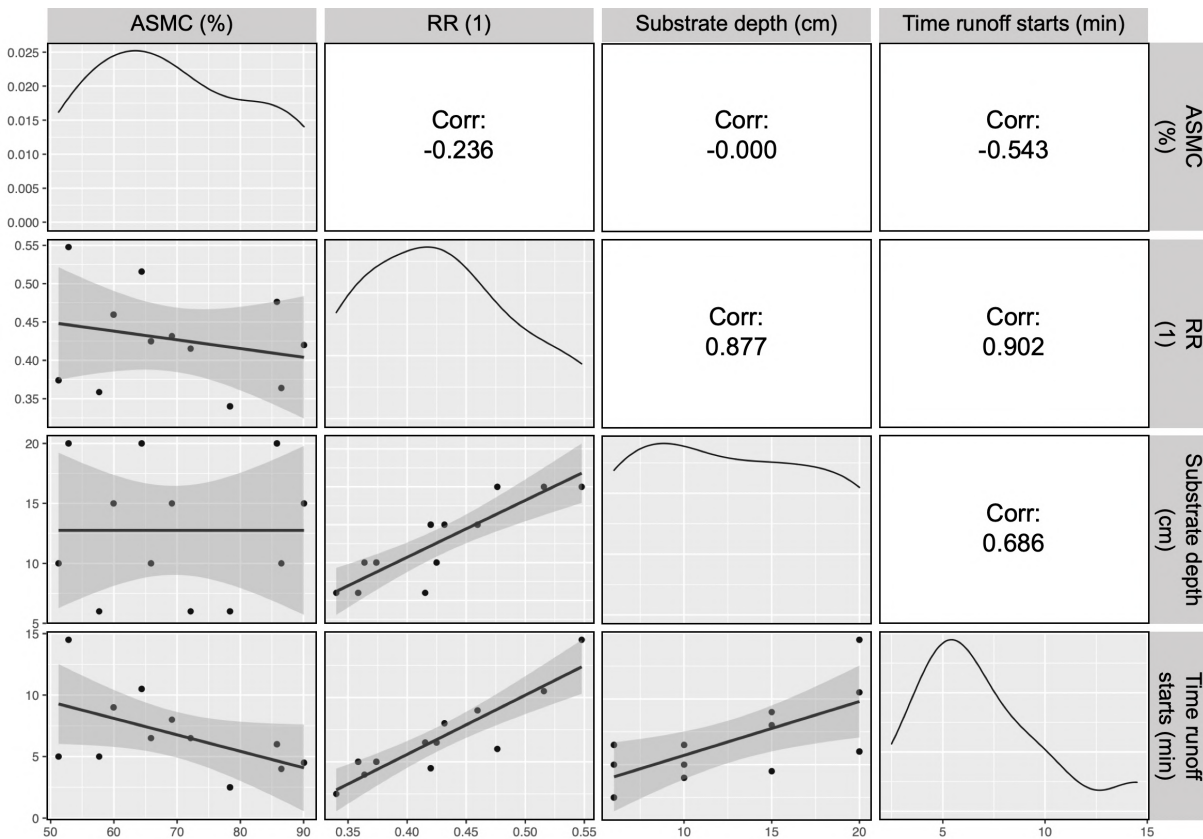 ASMC (%) RR (1) Substrate depth (cm) Time runoff starts (min)
0.025
0.020
0.015
0.010
0.005
0.000
Corr:
-0.236
Corr:
-0.000
Corr:
-0.543
ASMC
(%)
0.55
0.50
0.45
0.40
0.35
Corr:
0.877
Corr:
0.902
RR
(1)
20
15
10
5
Corr:
0.686
Substrate depth
(cm)
15
10
5
0
Time runoff
starts (min)
50 60 70 80 90 0.35 0.40 0.45 0.50 0.55 10 15 20 5 10 15